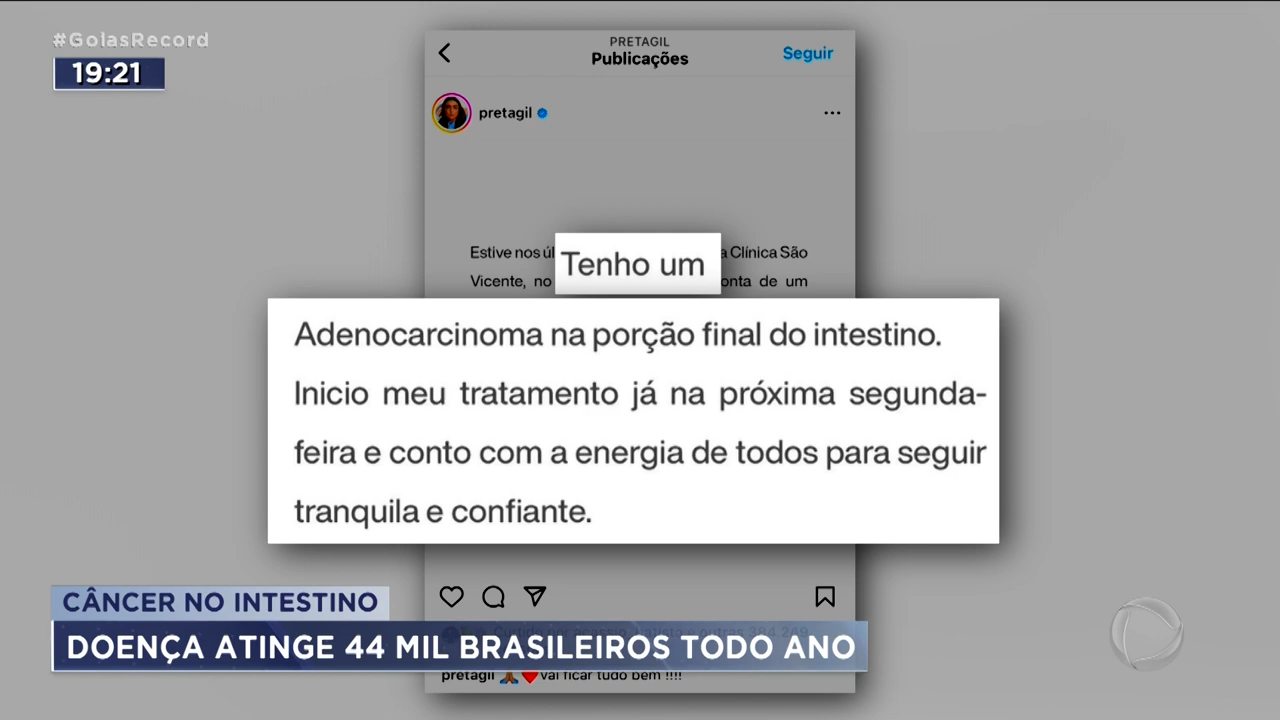 #GoiasRecord
19:21
PRETAGIL
Publicações
Seguir
pretagil
Estive nos úl
a Clínica São
Tenho um
Vicente, no
onta de um
Adenocarcinoma na porção final do intestino.
Inicio meu tratamento já na próxima segunda-
feira e conto com a energia de todos para seguir
tranquila e confiante.
CÂNCER NO INTESTINO
DOENÇA ATINGE 44 MIL BRASILEIROS TODO ANO
pretagil 🙏🏾❤️vai ficar tudo bem !!!!